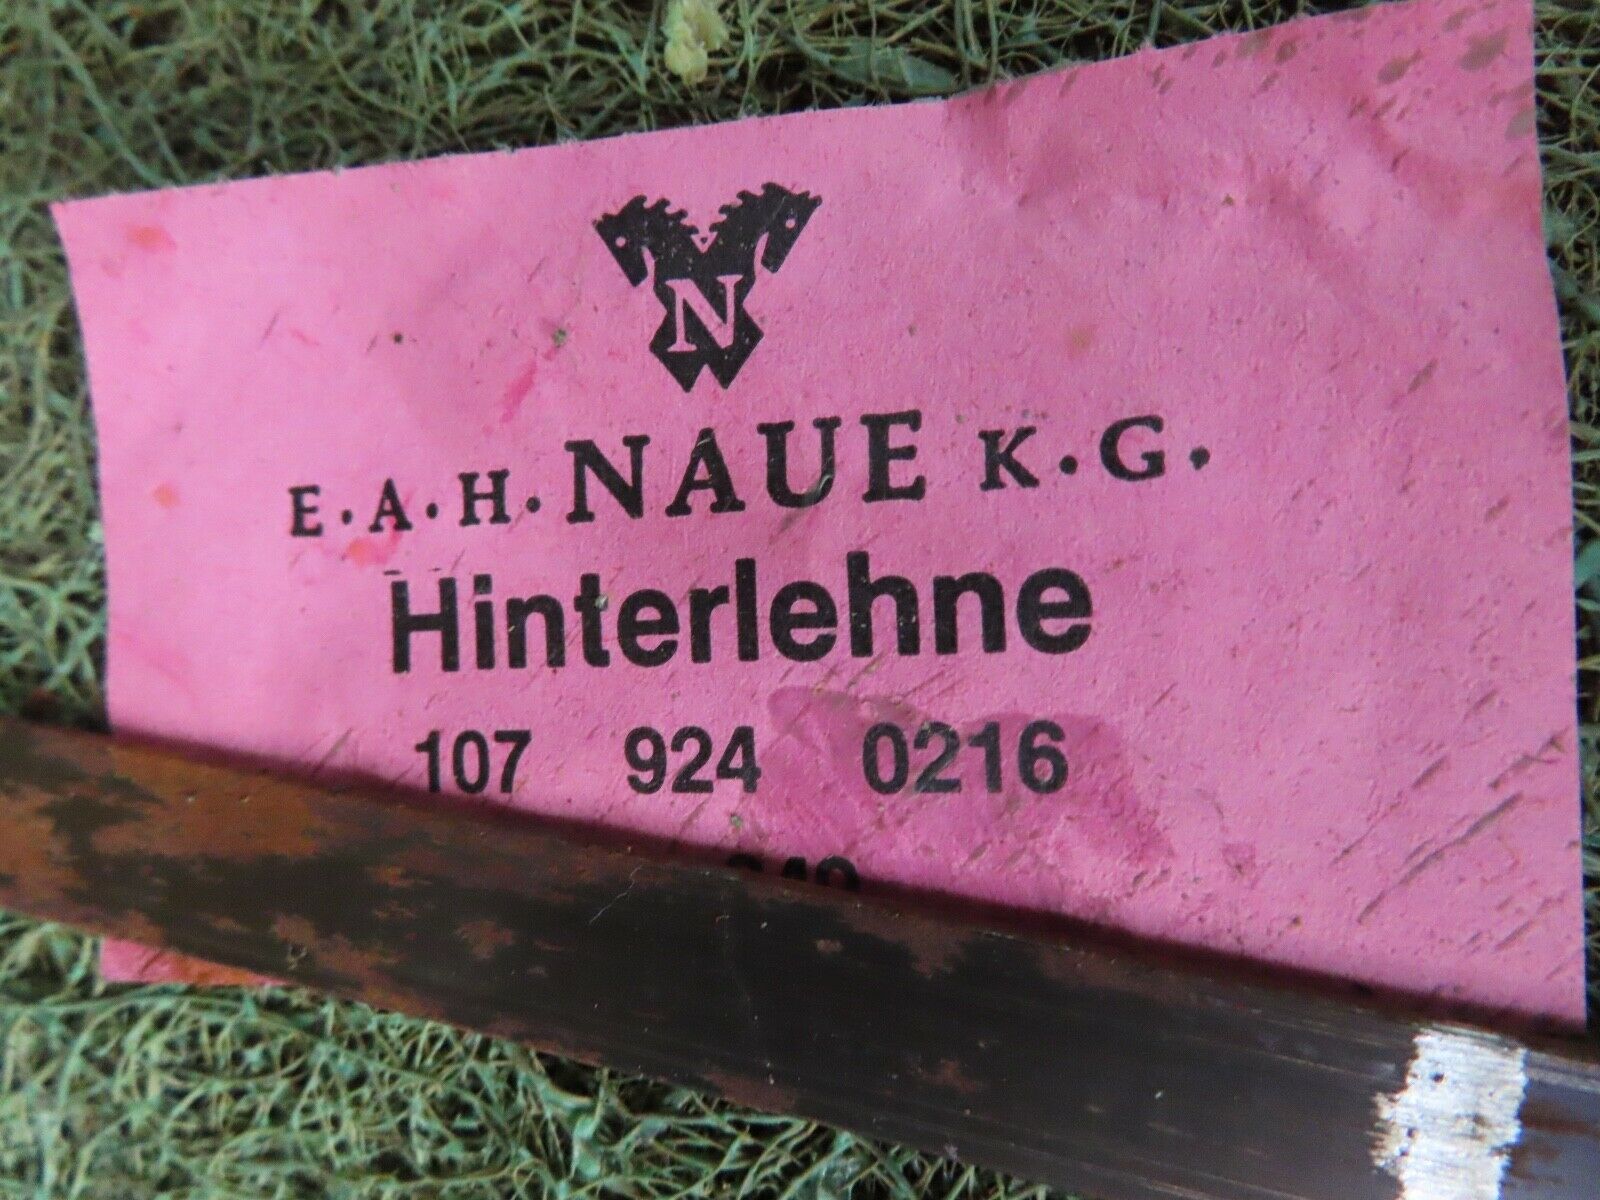 N
E.A.H. NAUE K.G.
Hinterlehne
107 924 0216